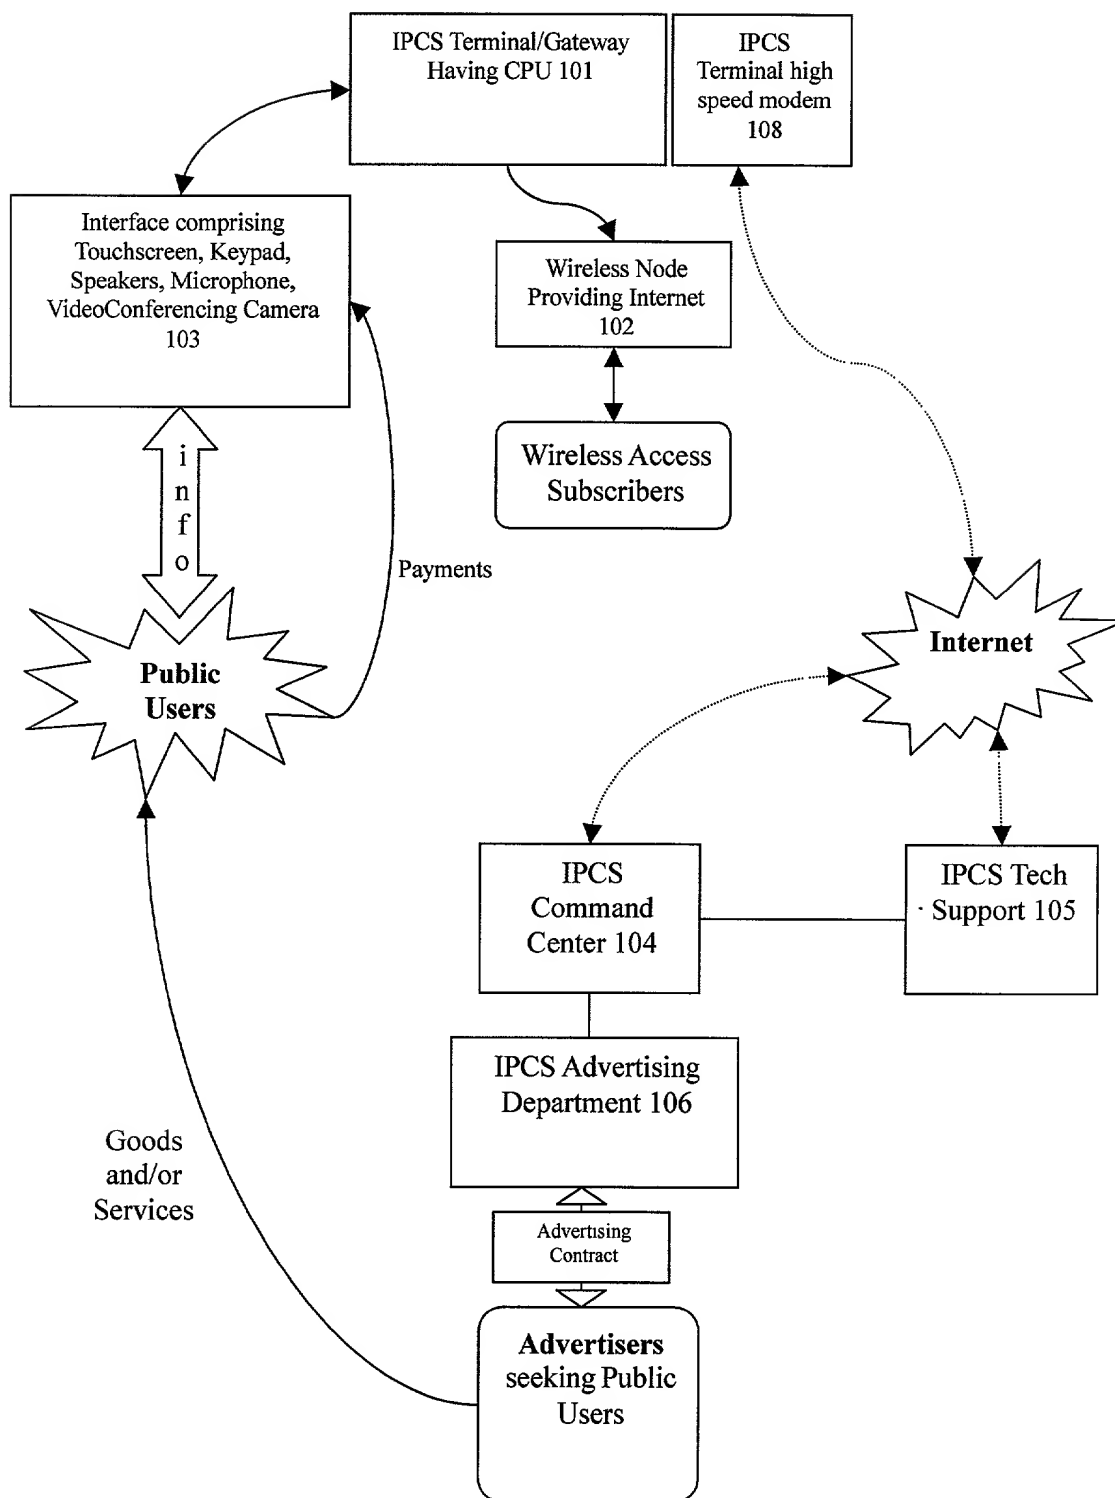 IPCS Terminal/Gateway
Having CPU 101
IPCS
Terminal high
speed modem
108
Interface comprising
Touchscreen, Keypad,
Speakers, Microphone,
VideoConferencing Camera
103
Wireless Node
Providing Internet
102
Wireless Access
Subscribers
i
n
f
o
Payments
Public
Users
Internet
IPCS
Command
Center 104
IPCS Tech
Support 105
IPCS Advertising
Department 106
Goods
and/or
Services
Advertising
Contract
Advertisers
seeking Public
Users